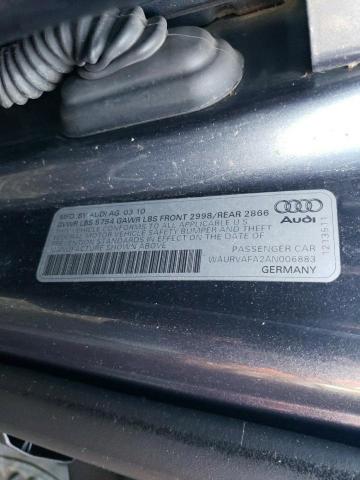 MFD. BY AUDI AG 03 10
GVWR LBS 5754 GAWR LBS FRONT 2998/REAR 2866
THIS VEHICLE CONFORMS TO ALL APPLICABLE U S
FEDERAL MOTOR VEHICLE SAFETY BUMPER AND THEFT
PREVENTION STANDARDS IN EFFECT ON THE DATE OF
MANUFACTURE SHOWN ABOVE
PASSENGER CAR
WAURVAFA2AN006883
GERMANY
Audi
1213511